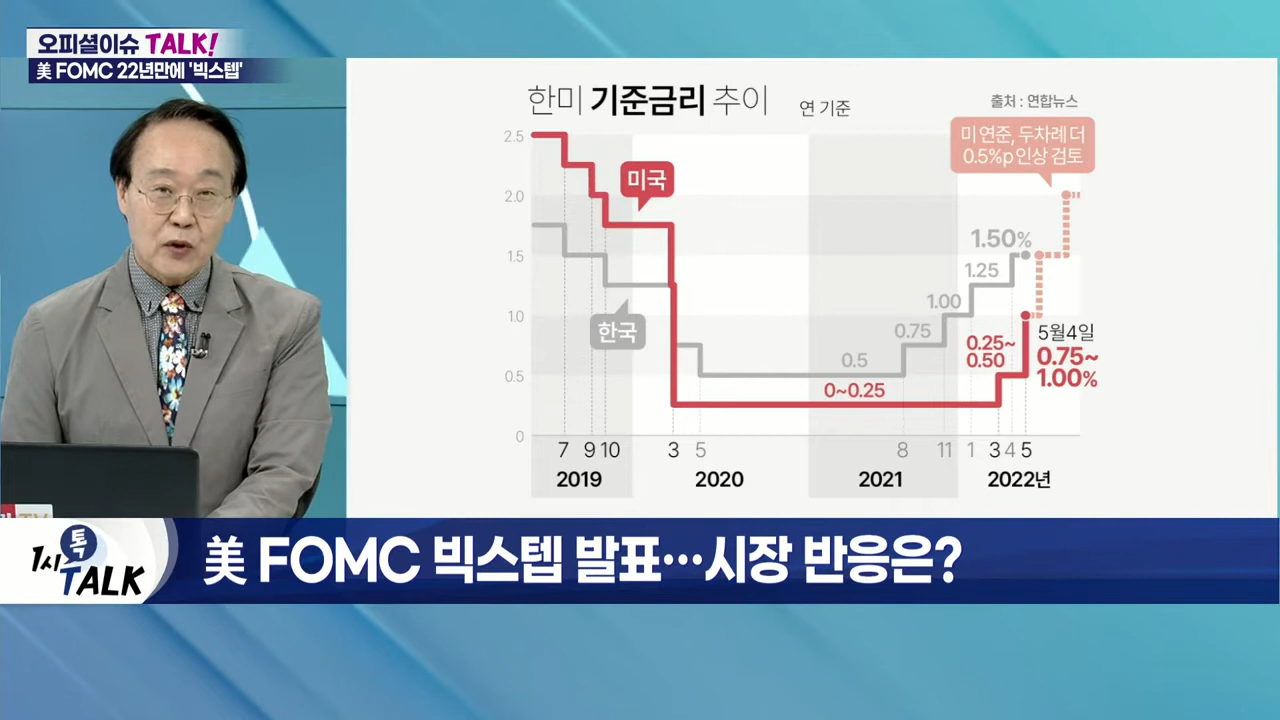 오피셜이슈 TALK!
美 FOMC 22년만에 '빅스텝'
한미 기준금리 추이
연 기준
출처 : 연합뉴스
미 연준, 두차례 더
0.5%p 인상 검토
2.5
2.0
1.5
1.0
0.5
0
미국
한국
0.5
0~0.25
0.75
1.00
1.25
1.50%
0.25~
0.50
5월4일
0.75~
1.00%
7 9 10 3 5 8 11 1 3 4 5
2019 2020 2021 2022년
1시 톡
TALK
美 FOMC 빅스텝 발표…시장 반응은?